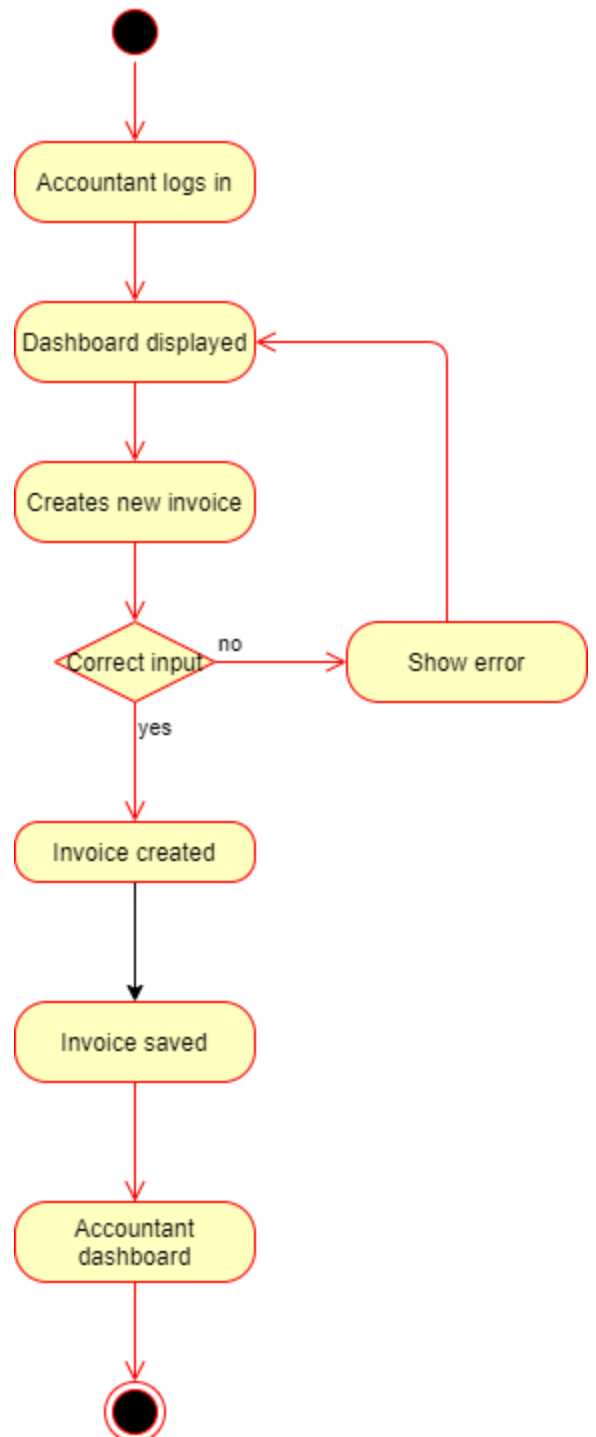 Accountant logs in
Dashboard displayed
Creates new invoice
Correct input
no
Show error
yes
Invoice created
Invoice saved
Accountant
dashboard